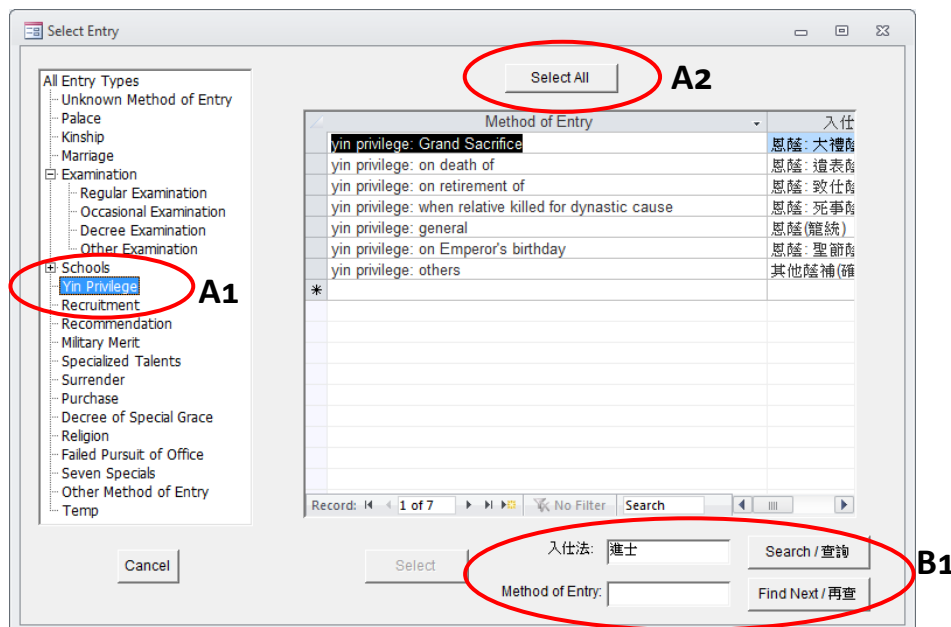 Select Entry
Select All
A2
All Entry Types
Unknown Method of Entry
Palace
Kinship
Marriage
Examination
Regular Examination
Occasional Examination
Decree Examination
Other Examination
Schools
Yin Privilege
A1
Recruitment
Recommendation
Military Merit
Specialized Talents
Surrender
Purchase
Decree of Special Grace
Religion
Failed Pursuit of Office
Seven Specials
Other Method of Entry
Temp
Method of Entry 入仕
yin privilege: Grand Sacrifice 恩蔭: 大禮蔭
yin privilege: on death of 恩蔭: 遺表蔭
yin privilege: on retirement of 恩蔭: 致仕蔭
yin privilege: when relative killed for dynastic cause 恩蔭: 死事蔭
yin privilege: general 恩蔭(籠統)
yin privilege: on Emperor's birthday 恩蔭: 聖節蔭
yin privilege: others 其他蔭補(確
*
Record: 1 of 7 No Filter Search
入仕法: 進士 Search / 查詢
B1
Method of Entry: Find Next / 再查
Cancel
Select